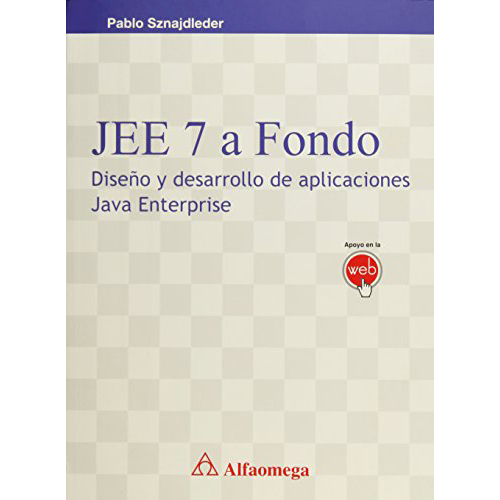 Pablo Sznajdleder
JEE 7 a Fondo
Diseño y desarrollo de aplicaciones
Java Enterprise
Apoyo en la
web
Alfaomega